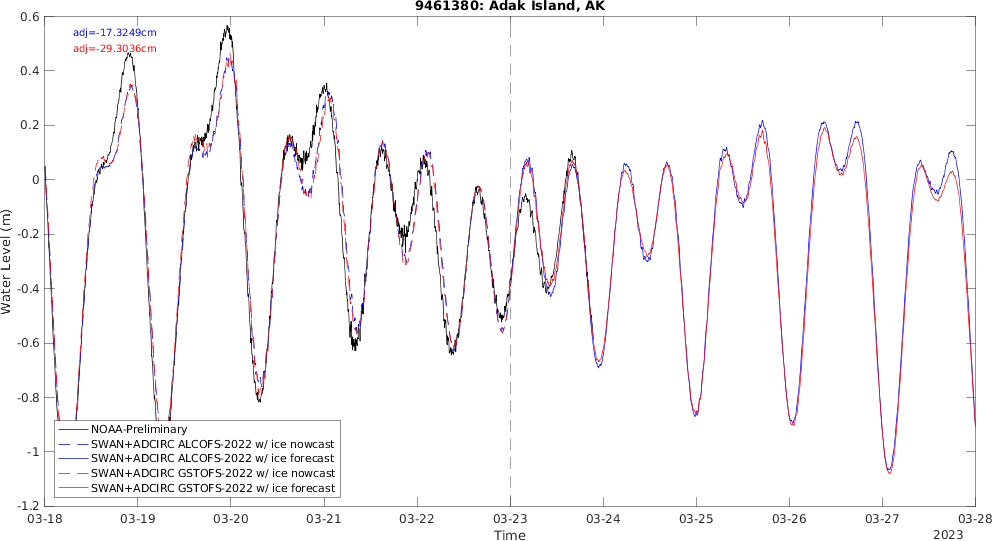 9461380: Adak Island, AK
adj=-17.3249cm
adj=-29.3036cm
0.6
0.4
0.2
0
-0.2
-0.4
-0.6
-0.8
-1
-1.2
Water Level (m)
NOAA-Preliminary
SWAN+ADCIRC ALCOFS-2022 w/ ice nowcast
SWAN+ADCIRC ALCOFS-2022 w/ ice forecast
SWAN+ADCIRC GSTOFS-2022 w/ ice nowcast
SWAN+ADCIRC GSTOFS-2022 w/ ice forecast
03-18 03-19 03-20 03-21 03-22 03-23 03-24 03-25 03-26 03-27 03-28
Time
2023